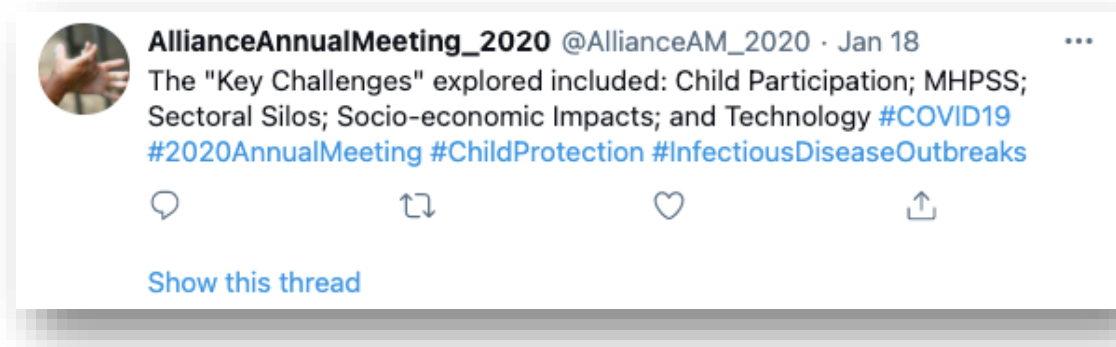 AllianceAnnualMeeting_2020 @AllianceAM_2020 · Jan 18
The "Key Challenges" explored included: Child Participation; MHPSS;
Sectoral Silos; Socio-economic Impacts; and Technology #COVID19
#2020AnnualMeeting #ChildProtection #InfectiousDiseaseOutbreaks
Show this thread